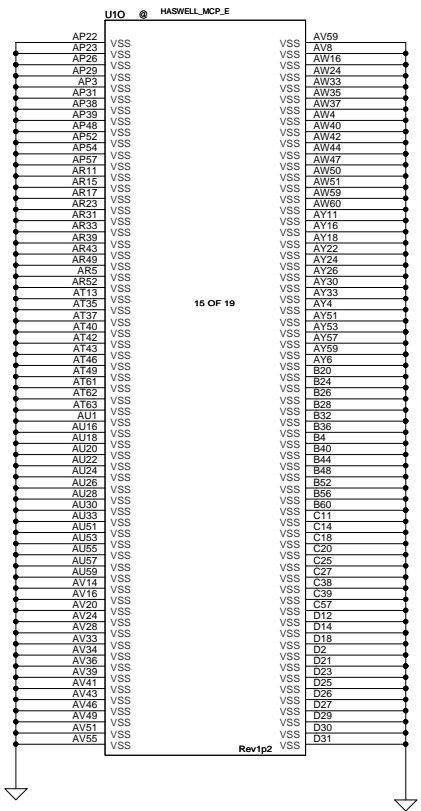 U1O @ HASWELL_MCP_E
AP22 VSS VSS AV59
AP23 VSS VSS AV8
AP26 VSS VSS AW16
AP29 VSS VSS AW24
AP3 VSS VSS AW33
AP31 VSS VSS AW35
AP38 VSS VSS AW37
AP39 VSS VSS AW4
AP48 VSS VSS AW40
AP52 VSS VSS AW42
AP54 VSS VSS AW44
AP57 VSS VSS AW47
AR11 VSS VSS AW50
AR15 VSS VSS AW51
AR17 VSS VSS AW59
AR23 VSS VSS AW60
AR31 VSS VSS AY11
AR33 VSS VSS AY16
AR39 VSS VSS AY18
AR43 VSS VSS AY22
AR49 VSS VSS AY24
AR5 VSS VSS AY26
AR52 VSS VSS AY30
AT13 VSS VSS AY33
AT35 VSS 15 OF 19 VSS AY4
AT37 VSS VSS AY51
AT40 VSS VSS AY53
AT42 VSS VSS AY57
AT43 VSS VSS AY59
AT46 VSS VSS AY6
AT49 VSS VSS B20
AT61 VSS VSS B24
AT62 VSS VSS B26
AT63 VSS VSS B28
AU1 VSS VSS B32
AU16 VSS VSS B36
AU18 VSS VSS B4
AU20 VSS VSS B40
AU22 VSS VSS B44
AU24 VSS VSS B48
AU26 VSS VSS B52
AU28 VSS VSS B56
AU30 VSS VSS B60
AU33 VSS VSS C11
AU51 VSS VSS C14
AU53 VSS VSS C18
AU55 VSS VSS C20
AU57 VSS VSS C25
AU59 VSS VSS C27
AV14 VSS VSS C38
AV16 VSS VSS C39
AV20 VSS VSS C57
AV24 VSS VSS D12
AV28 VSS VSS D14
AV33 VSS VSS D18
AV34 VSS VSS D2
AV36 VSS VSS D21
AV39 VSS VSS D23
AV41 VSS VSS D25
AV43 VSS VSS D26
AV46 VSS VSS D27
AV49 VSS VSS D29
AV51 VSS VSS D30
AV55 VSS Rev1p2 VSS D31